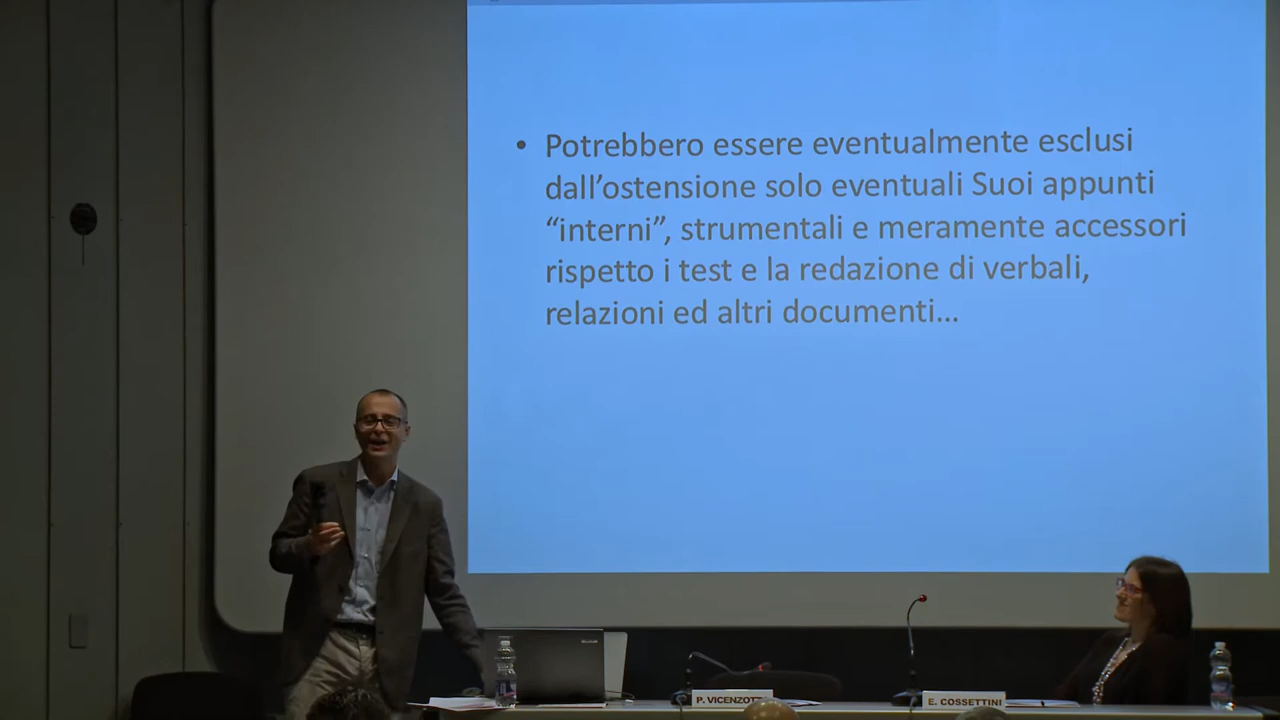 • Potrebbero essere eventualmente esclusi
dall’ostensione solo eventuali Suoi appunti
“interni”, strumentali e meramente accessori
rispetto i test e la redazione di verbali,
relazioni ed altri documenti...
P. VICENZOTT
E. COSSETTINI